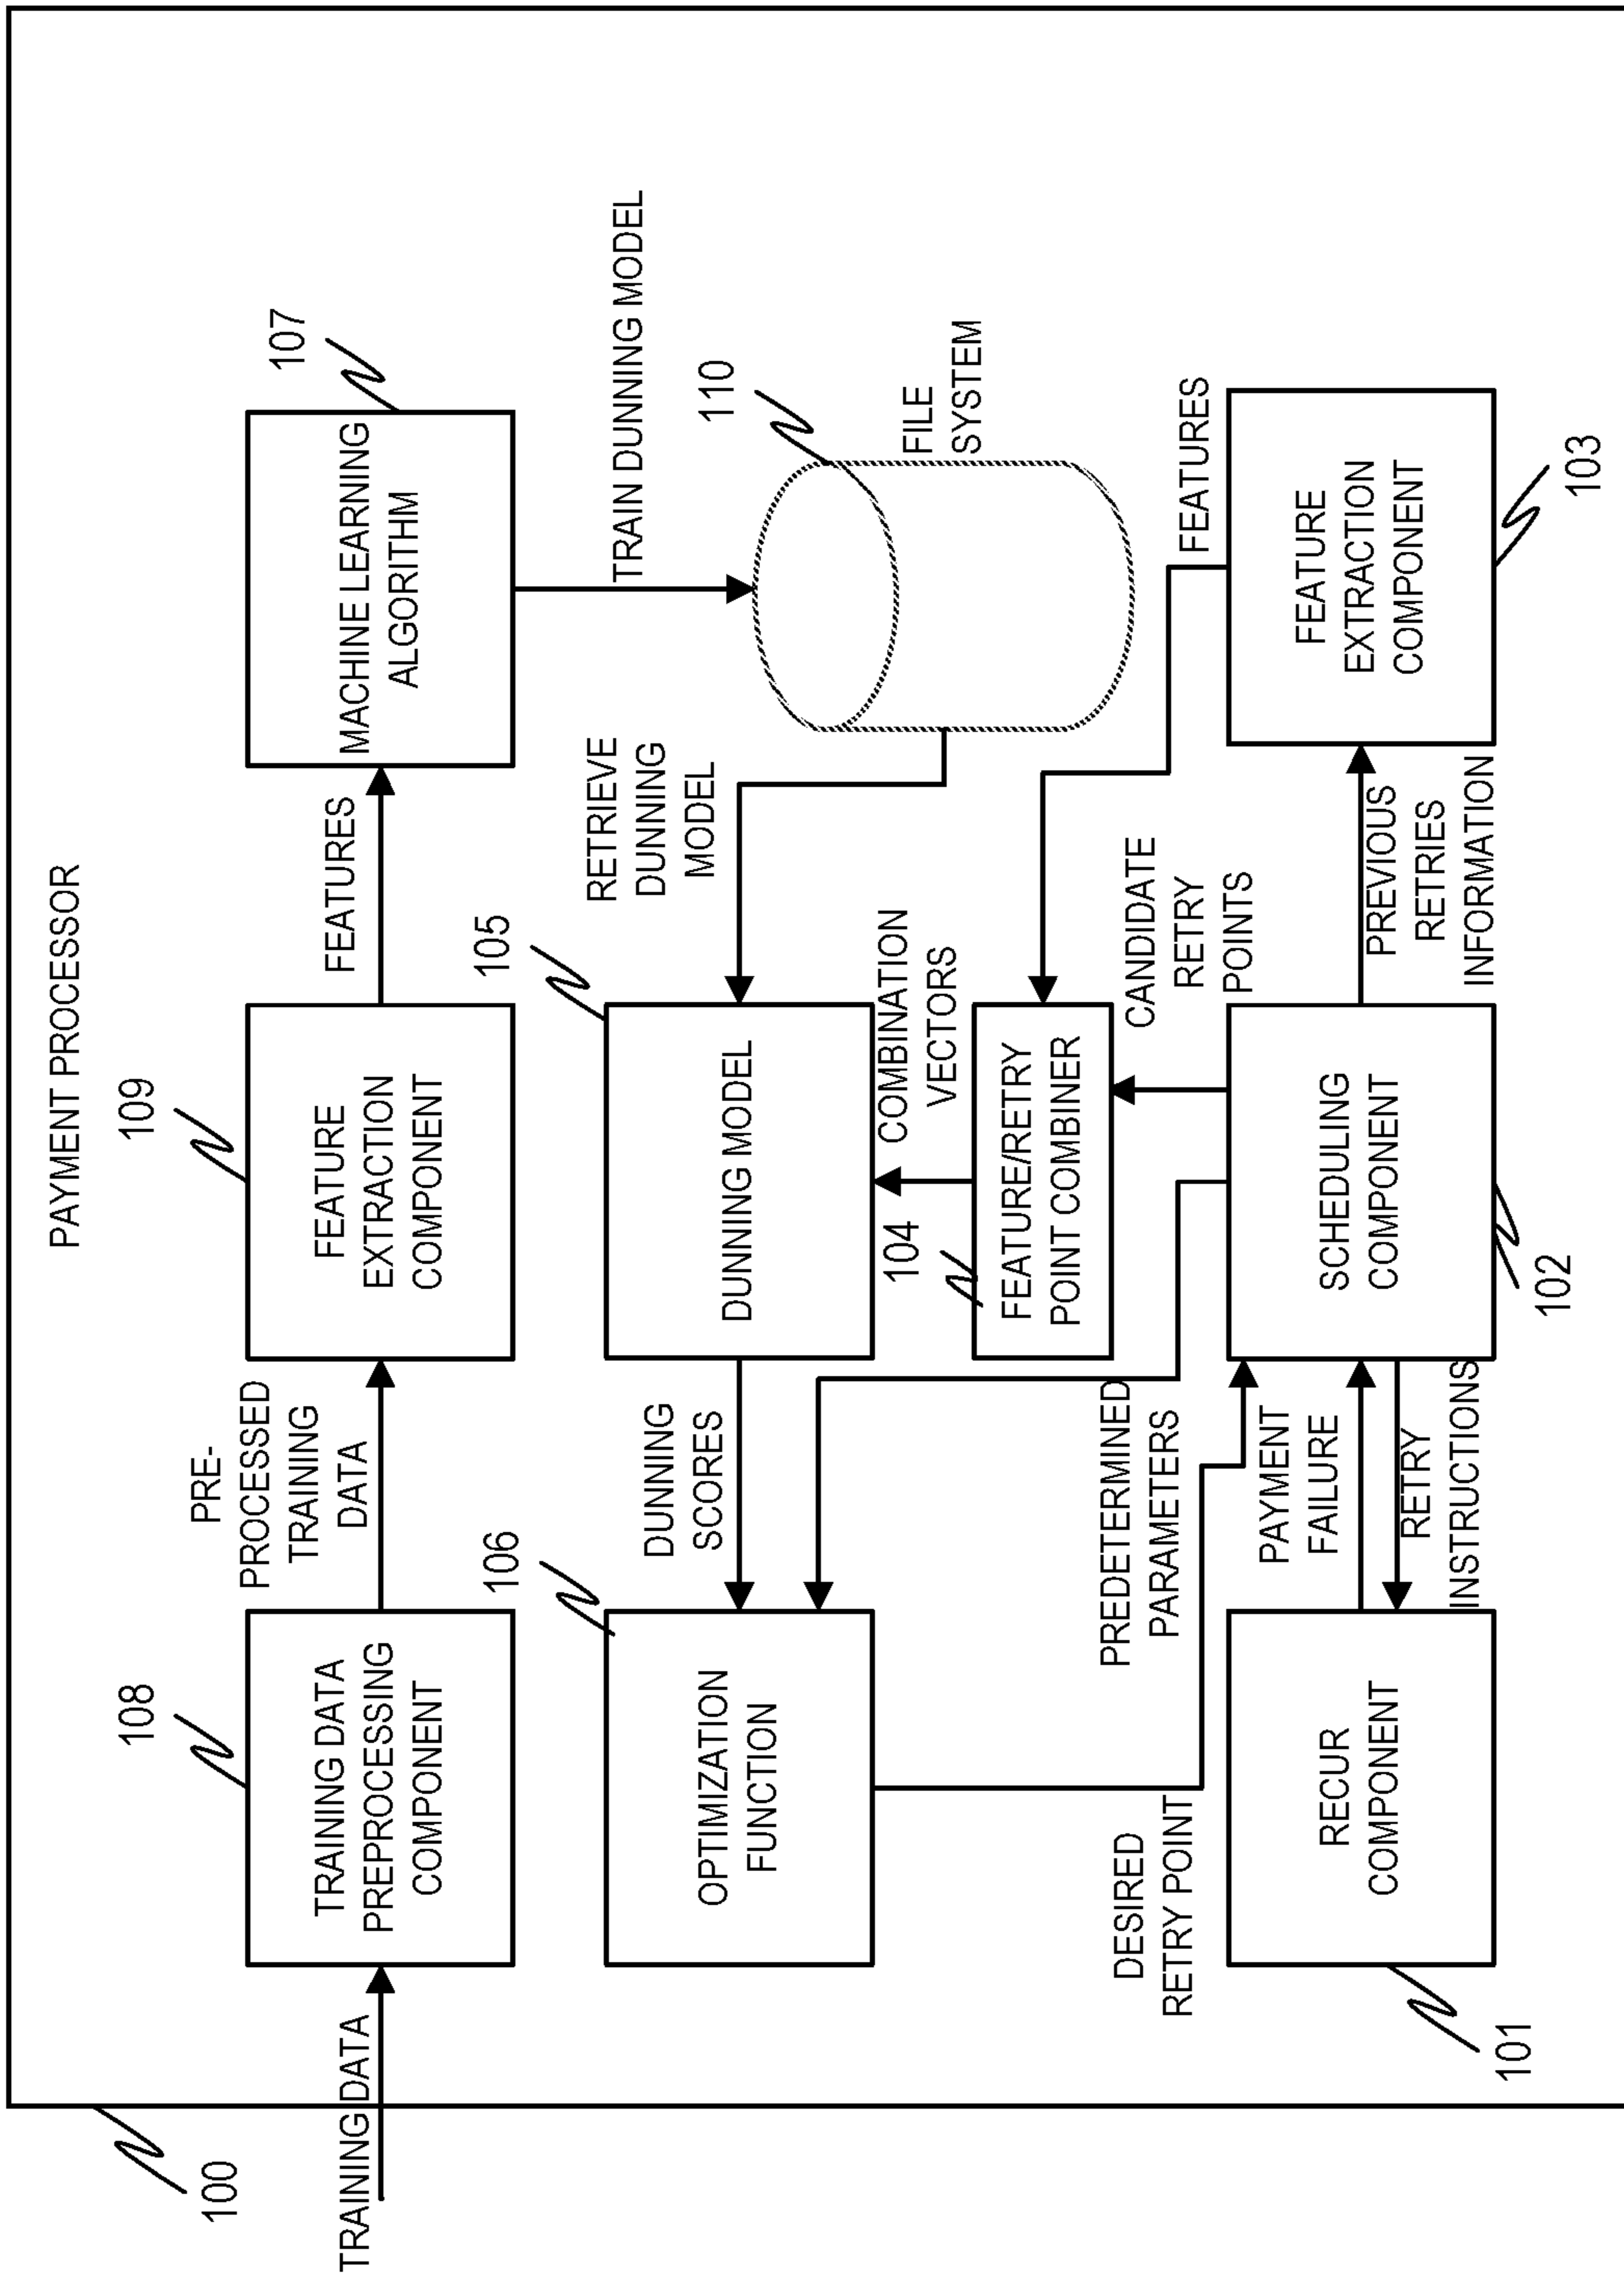 PAYMENT PROCESSOR
100
TRAINING DATA
108
TRAINING DATA
PREPROCESSING
COMPONENT
PRE-
PROCESSED
TRAINING
DATA
109
FEATURE
EXTRACTION
COMPONENT
FEATURES
107
MACHINE LEARNING
ALGORITHM
TRAIN DUNNING MODEL
106
OPTIMIZATION
FUNCTION
DUNNING
SCORES
105
DUNNING MODEL
RETRIEVE
DUNNING
MODEL
110
FILE
SYSTEM
COMBINATION
VECTORS
104
FEATURE/RETRY
POINT COMBINER
FEATURES
CANDIDATE
RETRY
POINTS
PREDETERMINED
PARAMETERS
DESIRED
RETRY POINT
101
RECUR
COMPONENT
PAYMENT
FAILURE
RETRY
INSTRUCTIONS
SCHEDULING
COMPONENT
102
PREVIOUS
RETRIES
INFORMATION
FEATURE
EXTRACTION
COMPONENT
103